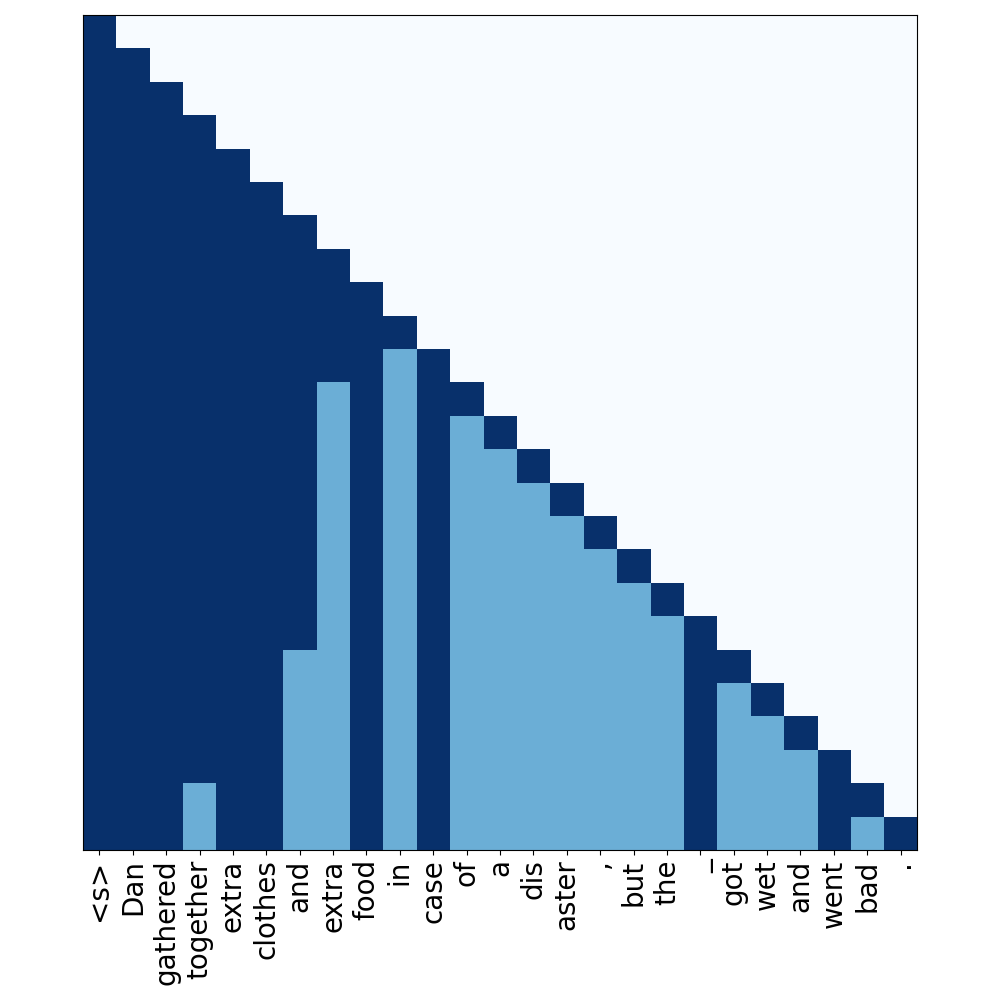 <s> Dan gathered together extra clothes and extra food in case of a dis aster , but the _ got wet and went bad .